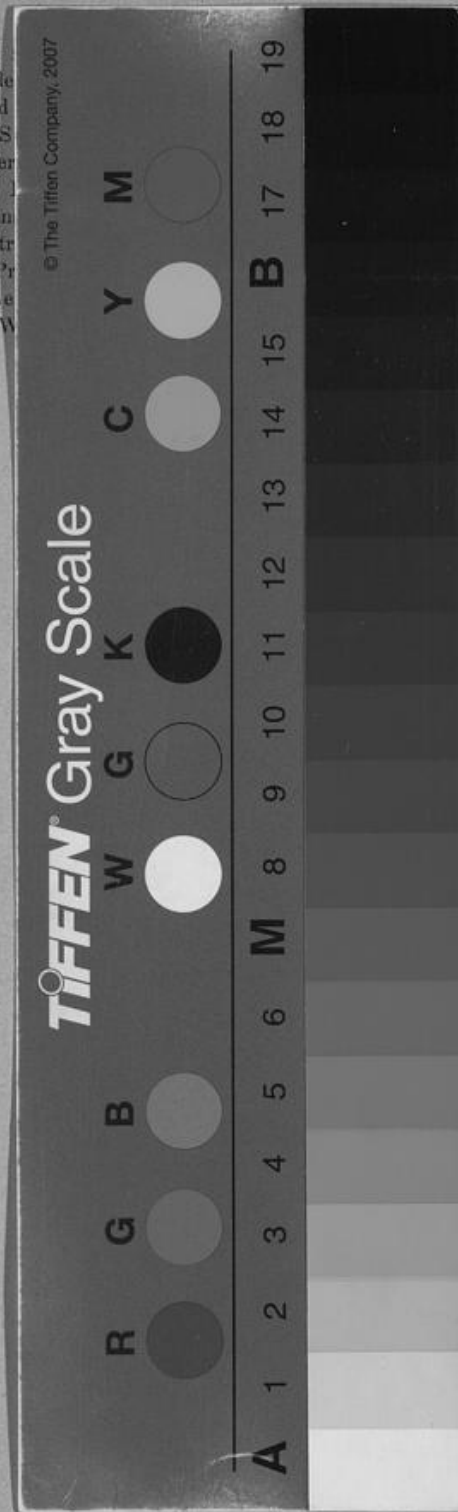 TIFFEN® Gray Scale
© The Tiffen Company, 2007
R G B W G K C Y M
A 1 2 3 4 5 6 M 8 9 10 11 12 13 14 15 B 17 18 19